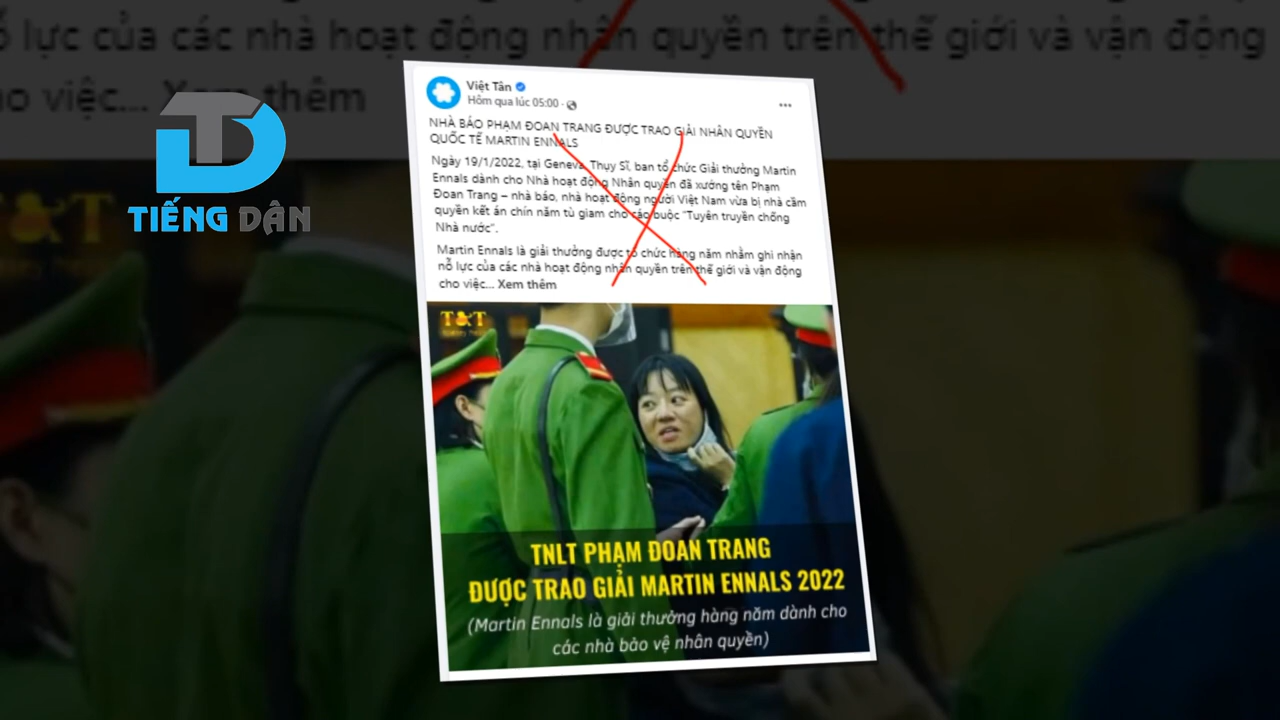 ỗ lực của các nhà hoạt động nhân quyền trên thế giới và vận động
ho việc... Xem thêm
TIẾNG DÂN
Việt Tân
Hôm qua lúc 05:00
NHÀ BÁO PHẠM ĐOAN TRANG ĐƯỢC TRAO GIẢI NHÂN QUYỀN
QUỐC TẾ MARTIN ENNALS
Ngày 19/1/2022, tại Geneva, Thụy Sĩ, ban tổ chức Giải thưởng Martin
Ennals dành cho Nhà hoạt động Nhân quyền đã xướng tên Phạm
Đoan Trang – nhà báo, nhà hoạt động người Việt Nam vừa bị nhà cầm
quyền kết án chín năm tù giam cho cáo buộc "Tuyên truyền chống
Nhà nước".
Martin Ennals là giải thưởng được tổ chức hàng năm nhằm ghi nhận
nỗ lực của các nhà hoạt động nhân quyền trên thế giới và vận động
cho việc... Xem thêm
T&T
T&T
TNLT PHẠM ĐOAN TRANG
ĐƯỢC TRAO GIẢI MARTIN ENNALS 2022
(Martin Ennals là giải thưởng hàng năm dành cho
các nhà bảo vệ nhân quyền)